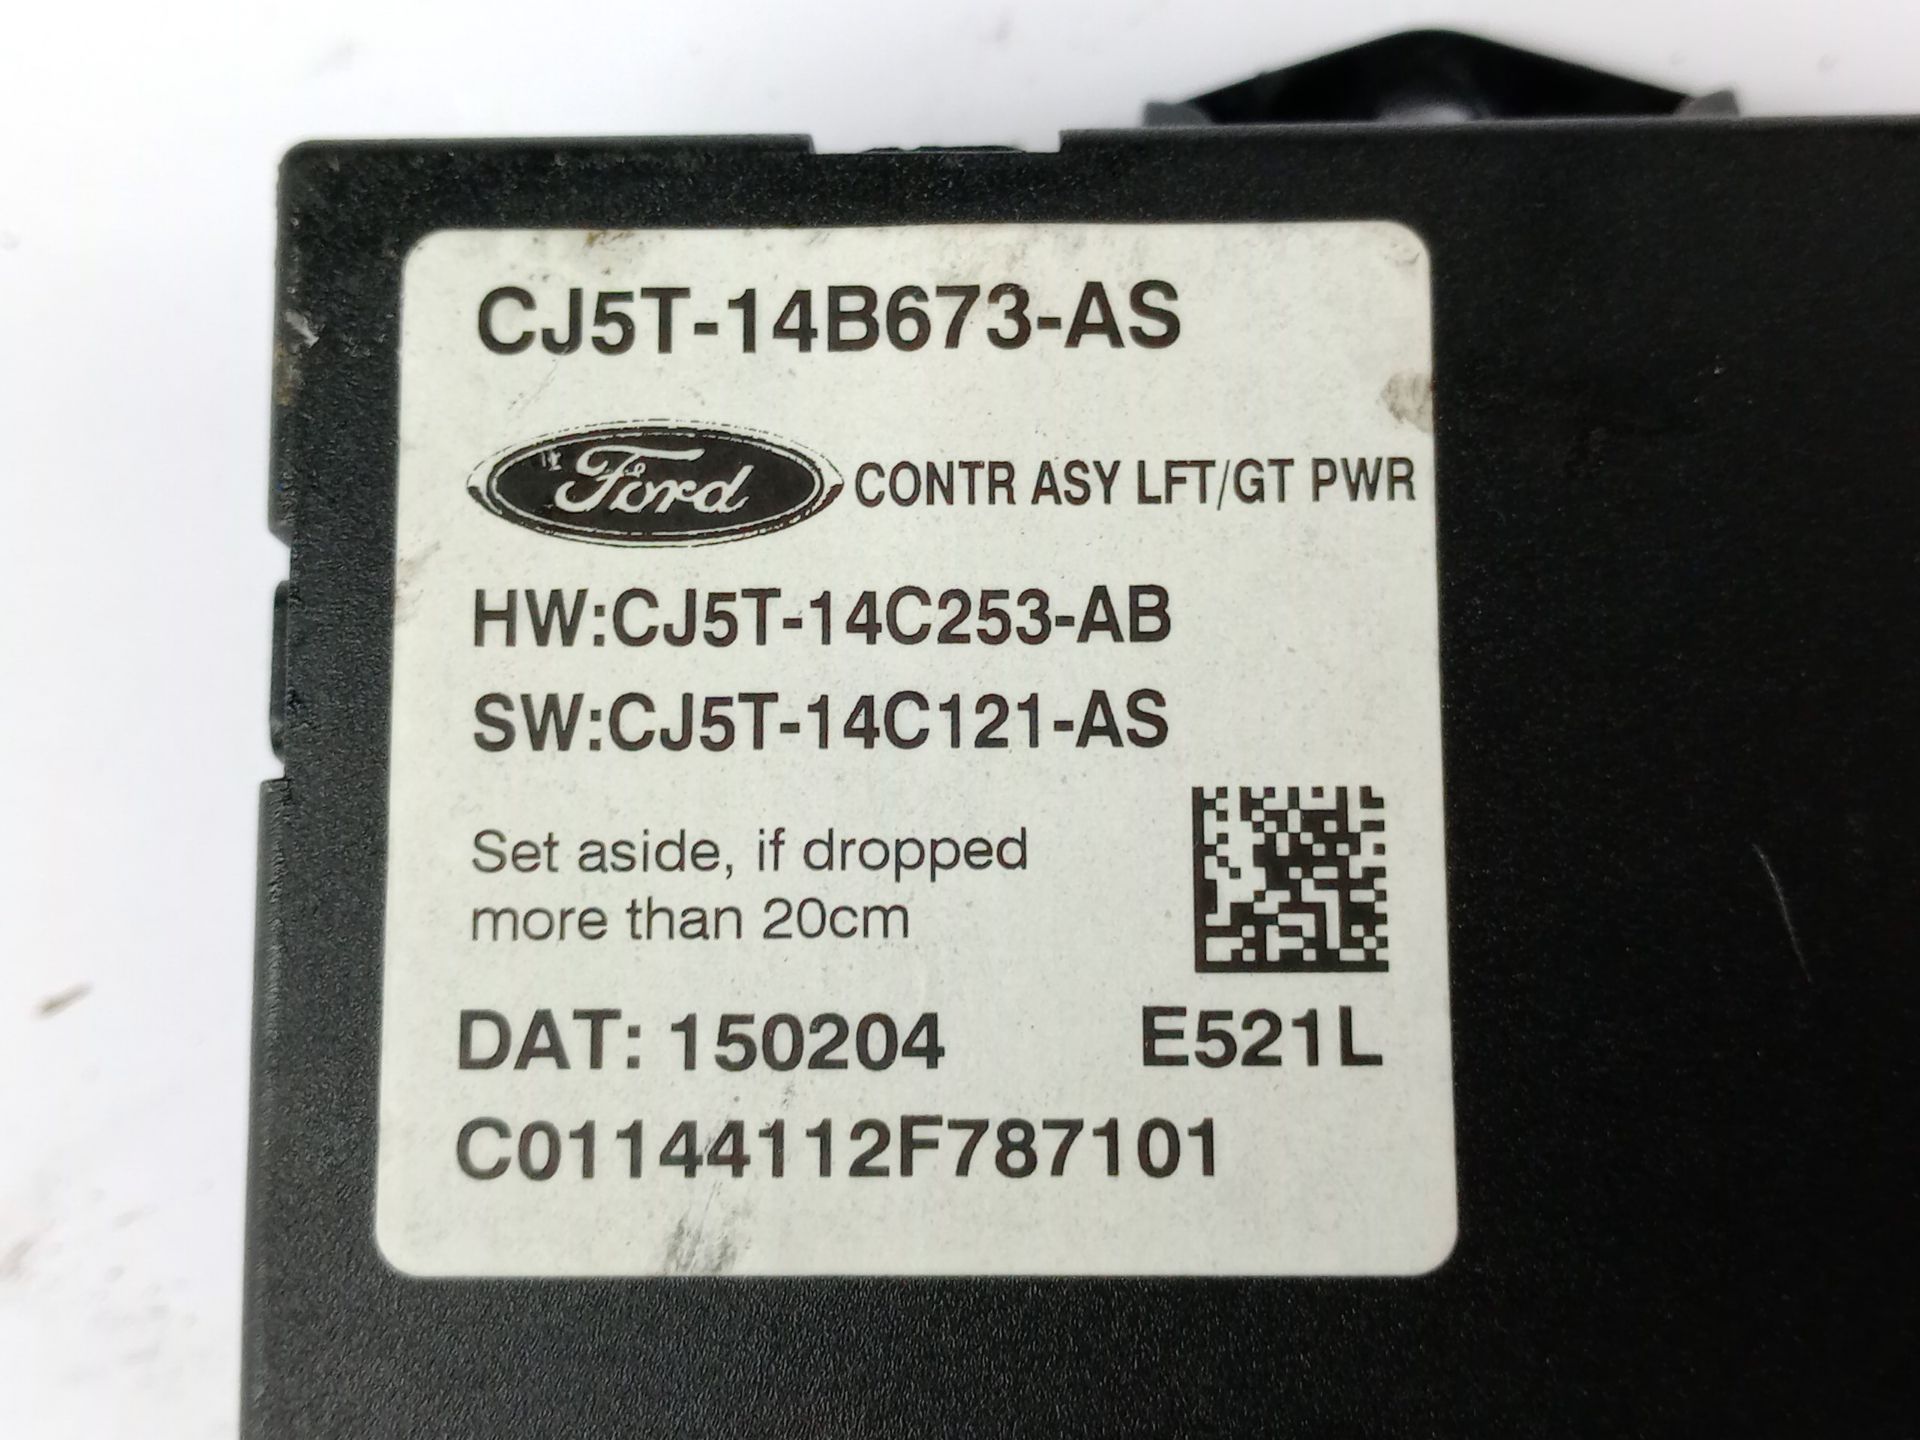 CJ5T-14B673-AS
Ford CONTR ASY LFT/GT PWR
HW:CJ5T-14C253-AB
SW:CJ5T-14C121-AS
Set aside, if dropped
more than 20cm
DAT: 150204 E521L
C01144112F787101